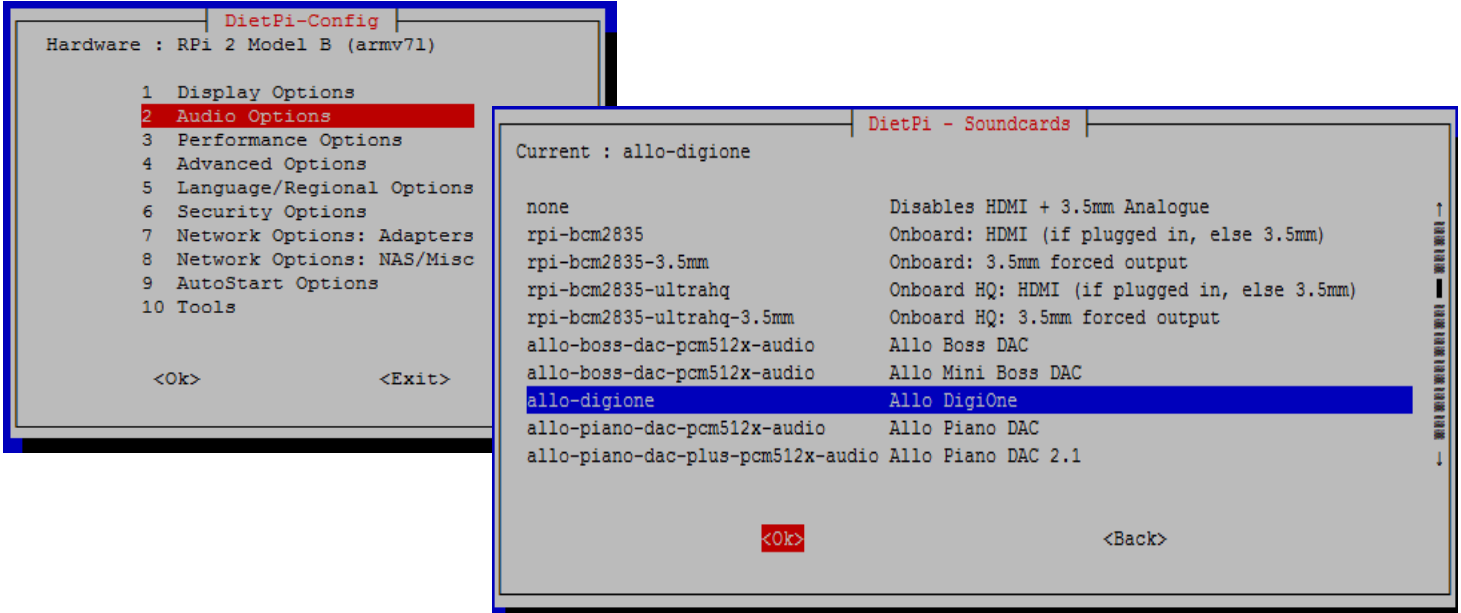 DietPi-Config
Hardware : RPi 2 Model B (armv7l)
1 Display Options
2 Audio Options
3 Performance Options
4 Advanced Options
5 Language/Regional Options
6 Security Options
7 Network Options: Adapters
8 Network Options: NAS/Misc
9 AutoStart Options
10 Tools
<Ok> <Exit>
DietPi - Soundcards
Current : allo-digione
none Disables HDMI + 3.5mm Analogue
rpi-bcm2835 Onboard: HDMI (if plugged in, else 3.5mm)
rpi-bcm2835-3.5mm Onboard: 3.5mm forced output
rpi-bcm2835-ultrahq Onboard HQ: HDMI (if plugged in, else 3.5mm)
rpi-bcm2835-ultrahq-3.5mm Onboard HQ: 3.5mm forced output
allo-boss-dac-pcm512x-audio Allo Boss DAC
allo-boss-dac-pcm512x-audio Allo Mini Boss DAC
allo-digione Allo DigiOne
allo-piano-dac-pcm512x-audio Allo Piano DAC
allo-piano-dac-plus-pcm512x-audio Allo Piano DAC 2.1
<Ok> <Back>